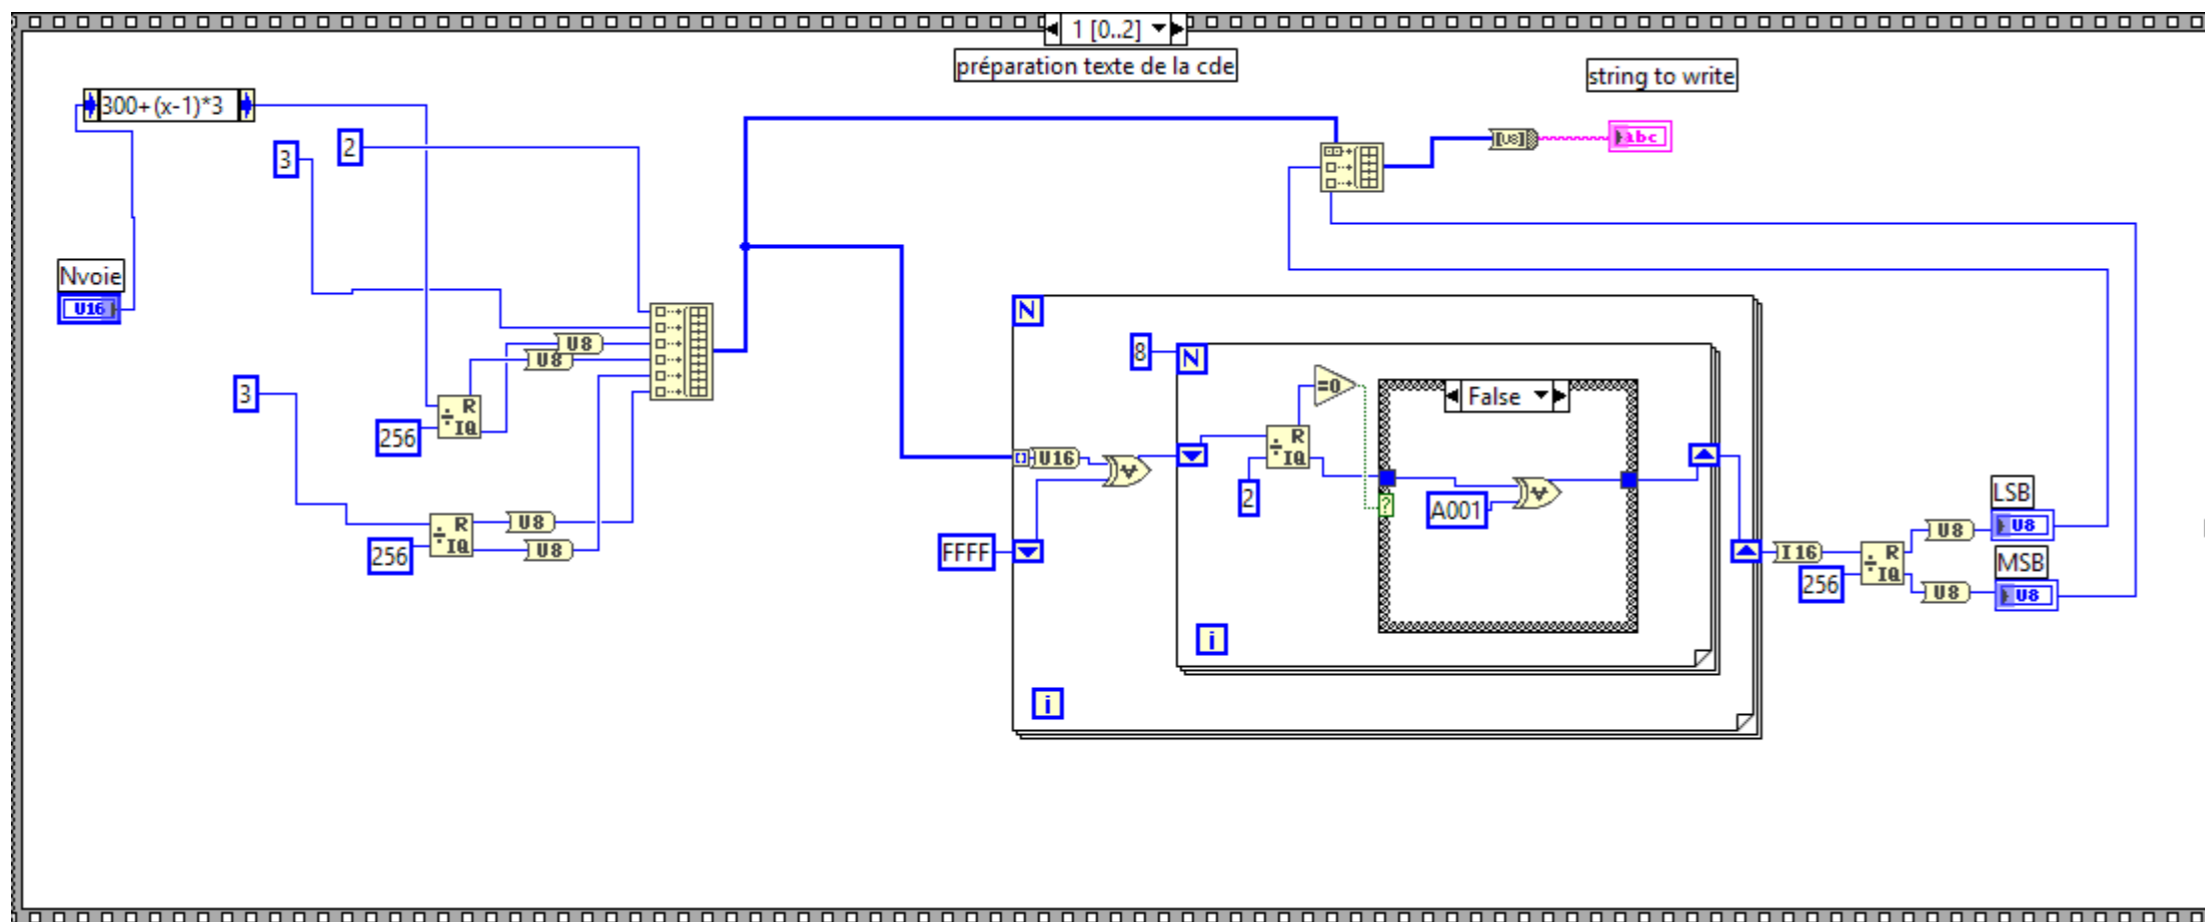 1 [0..2]
préparation texte de la cde
string to write
300+(x-1)*3
abc
[U8]
3
2
Nvoie
U16
N
U8
U8
8
N
3
R
IQ
=0
False
256
R
IQ
U16
2
A001
?
LSB
U8
U8
R
IQ
U8
256
U8
FFFF
I16
R
IQ
MSB
256
U8
U8
i
i